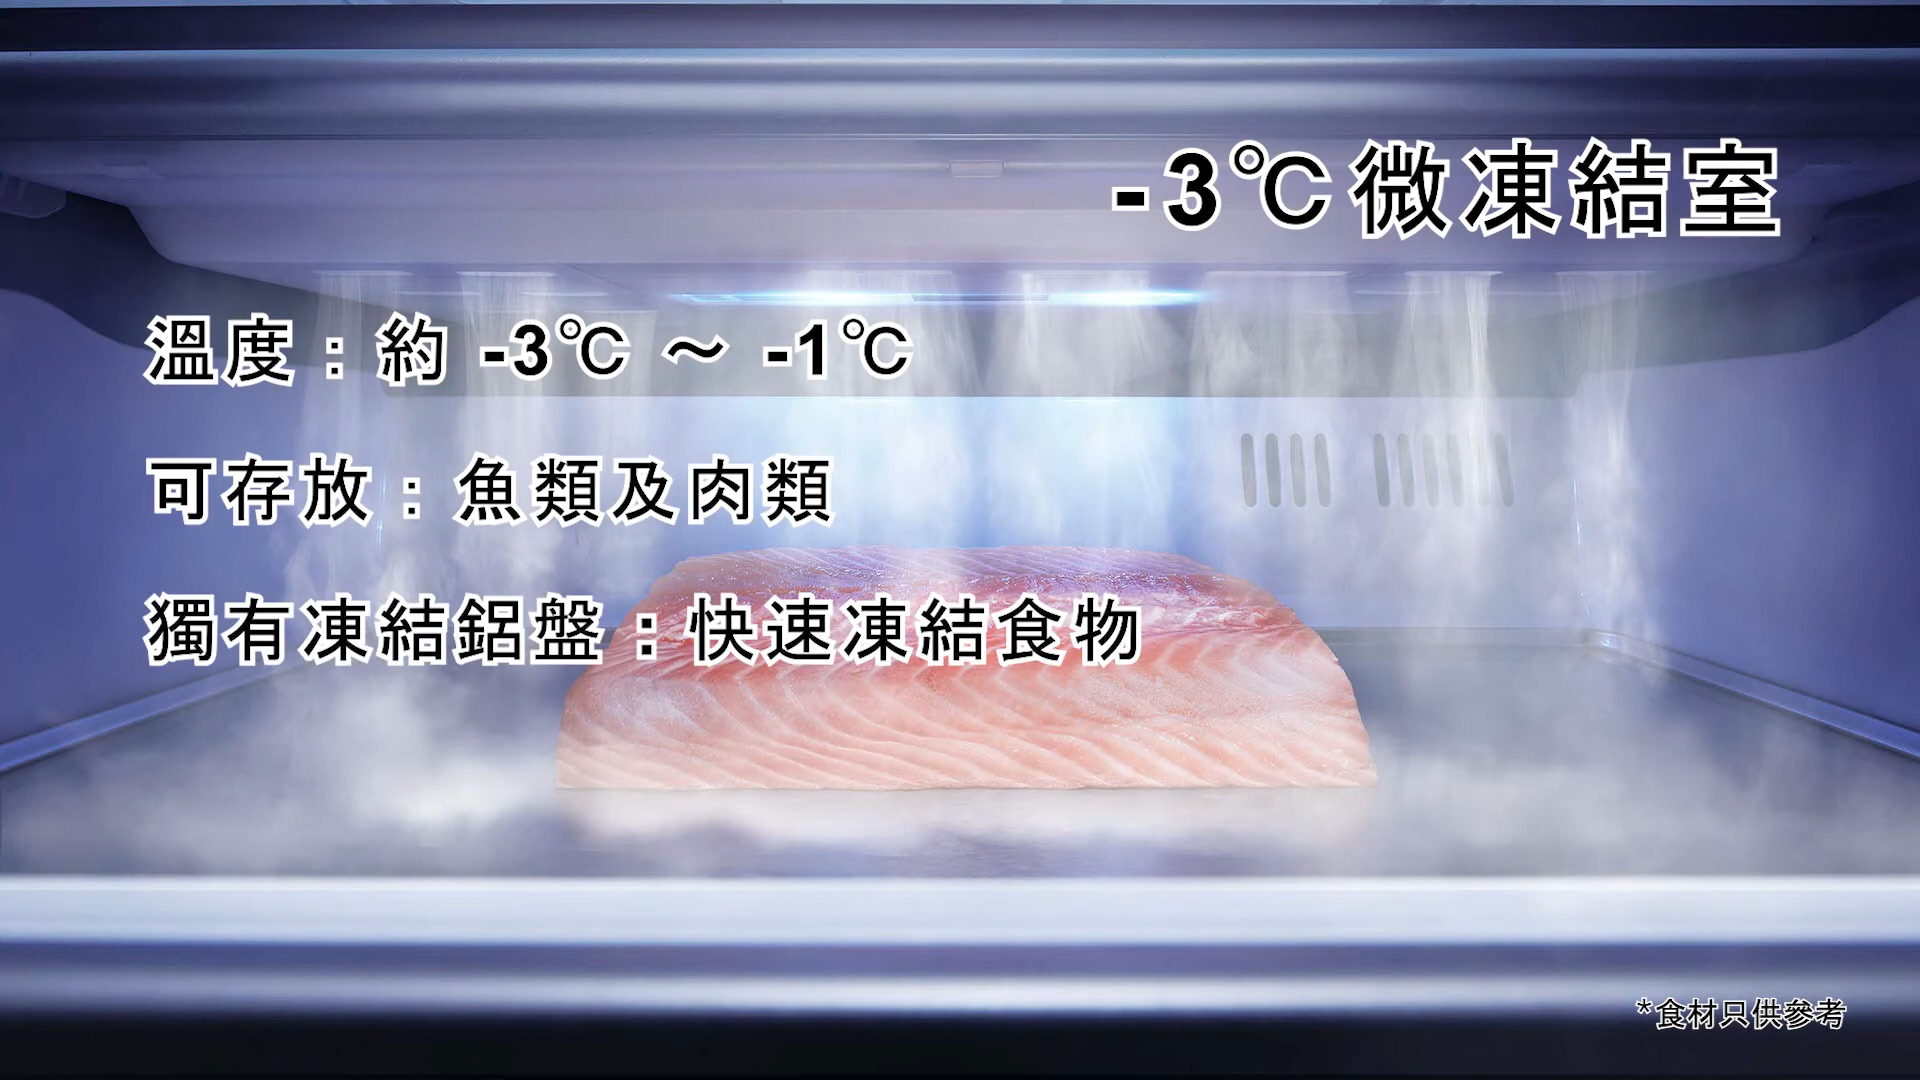 -3℃微凍結室
溫度：約 -3℃ ～ -1℃
可存放：魚類及肉類
獨有凍結鋁盤：快速凍結食物
*食材只供參考